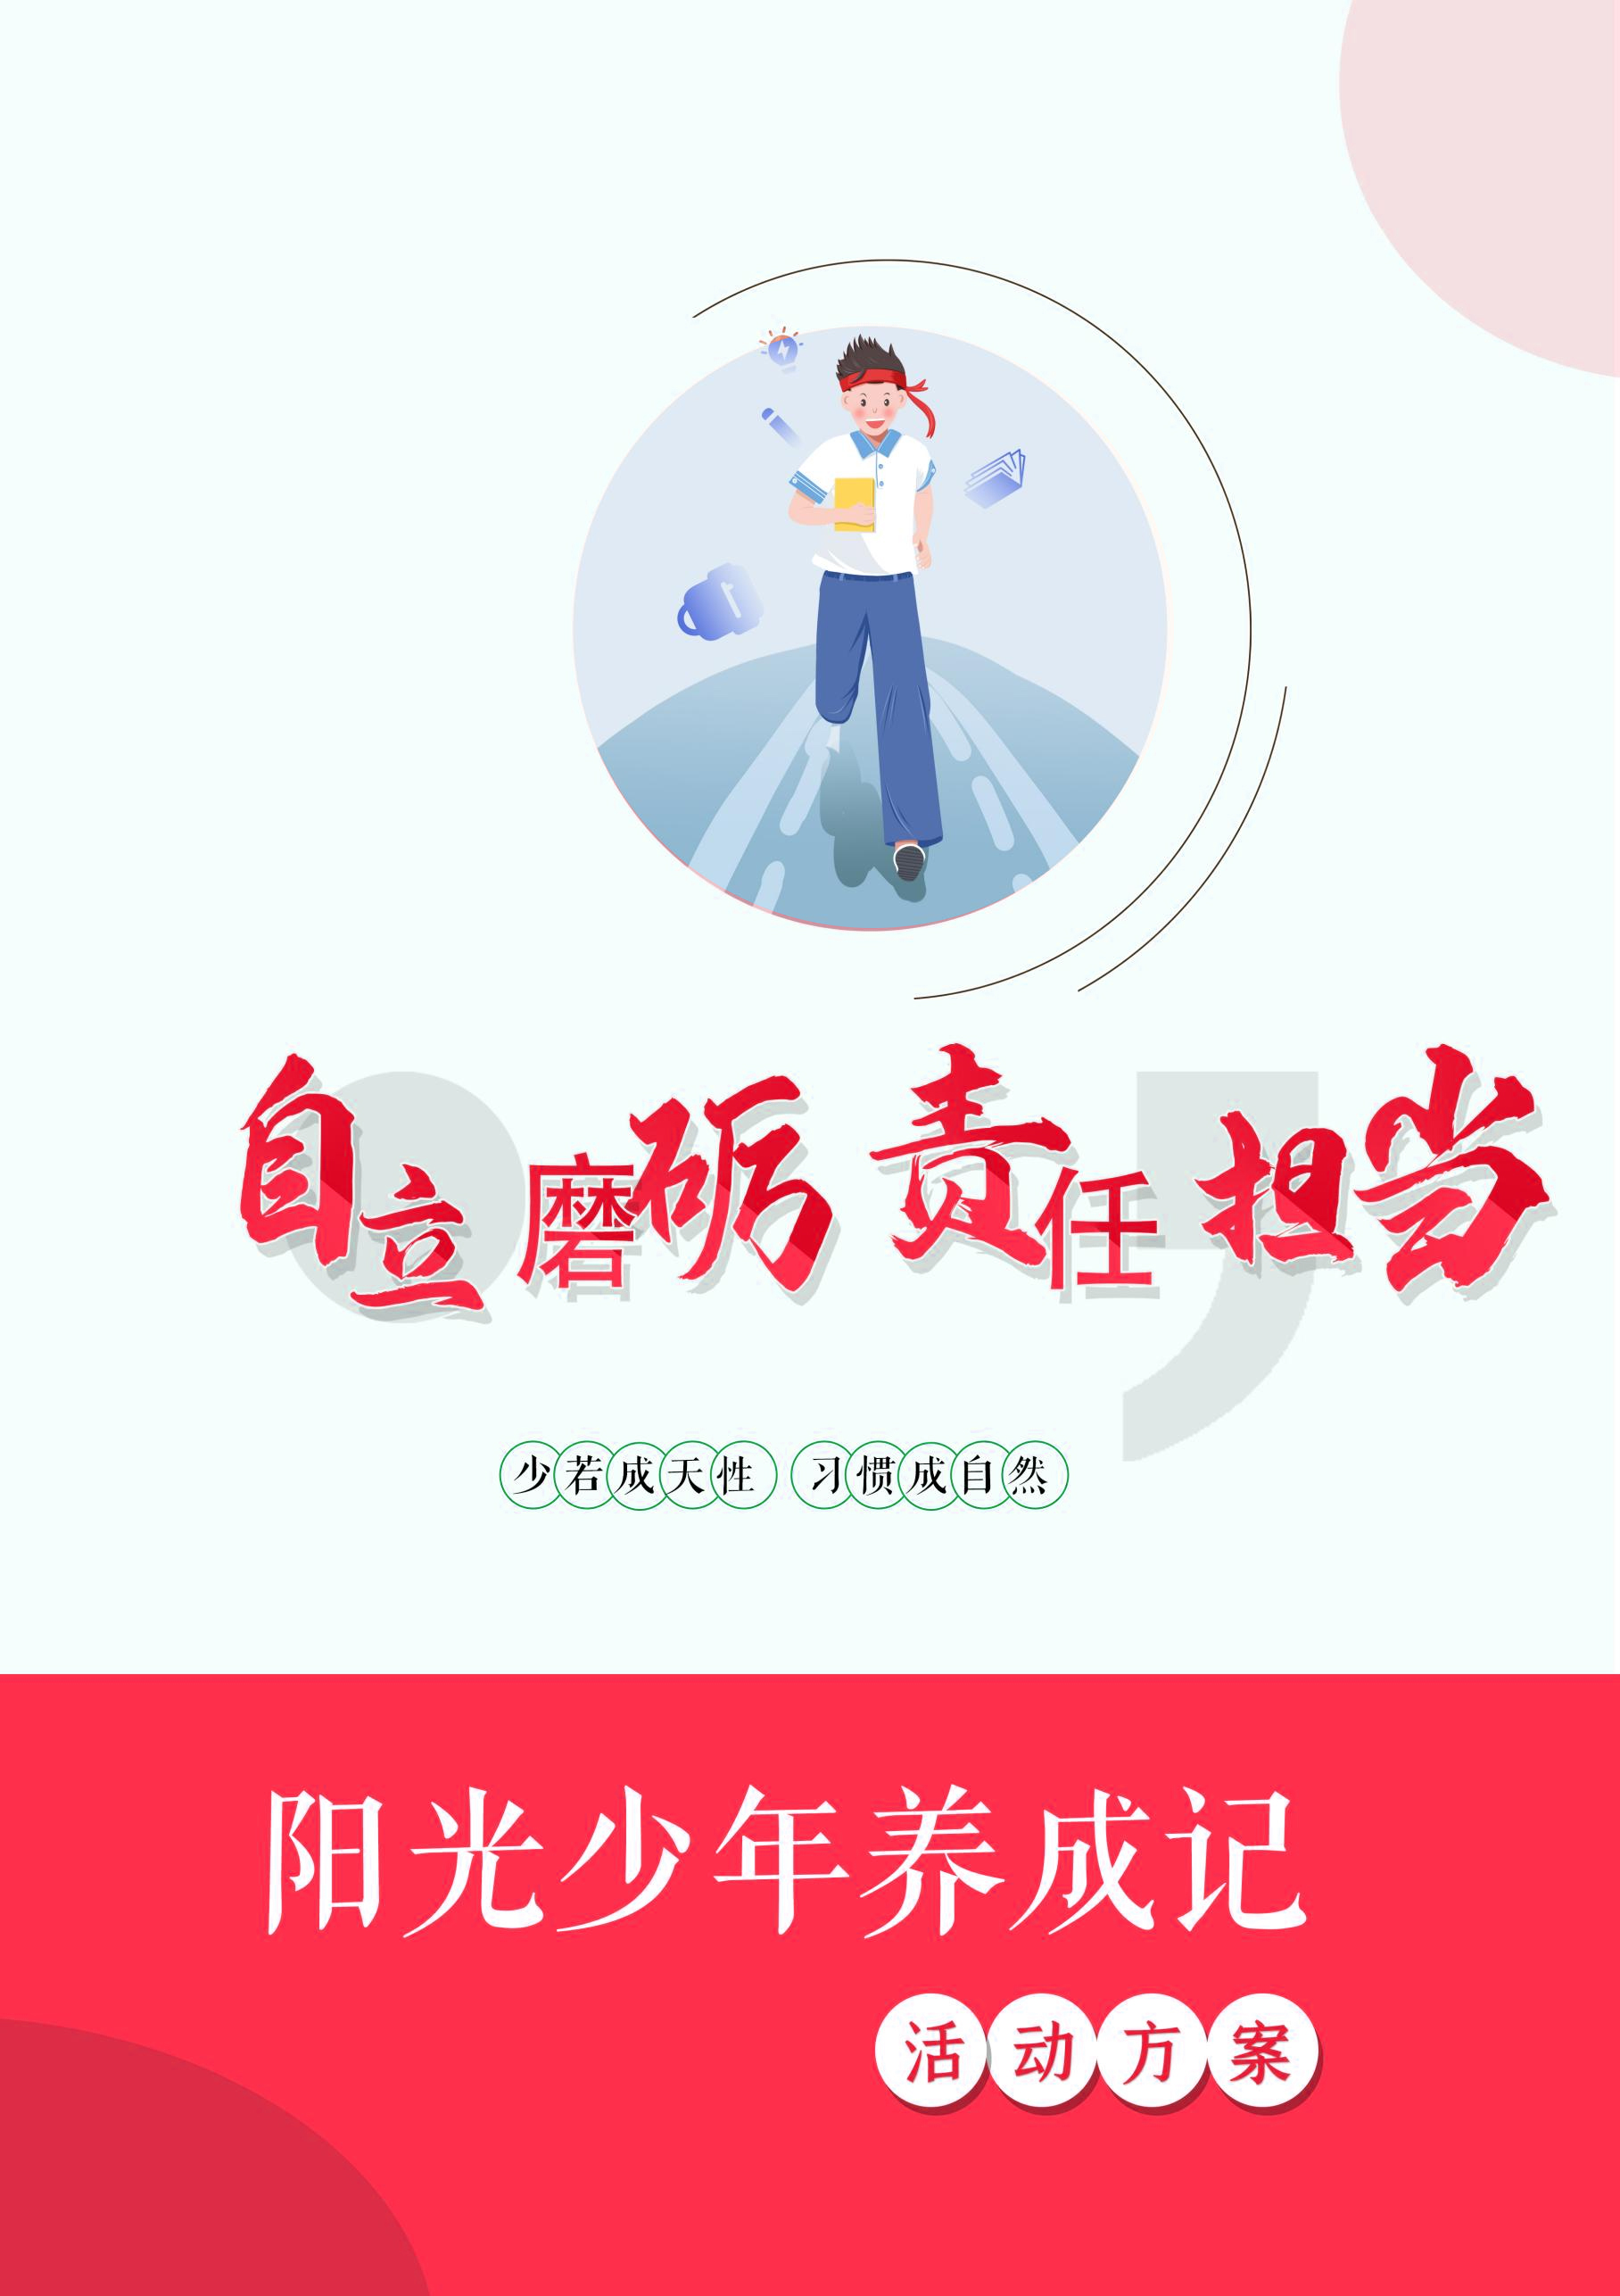 自立磨砺 责任担当
少若成天性 习惯成自然
阳光少年养成记
活动方案